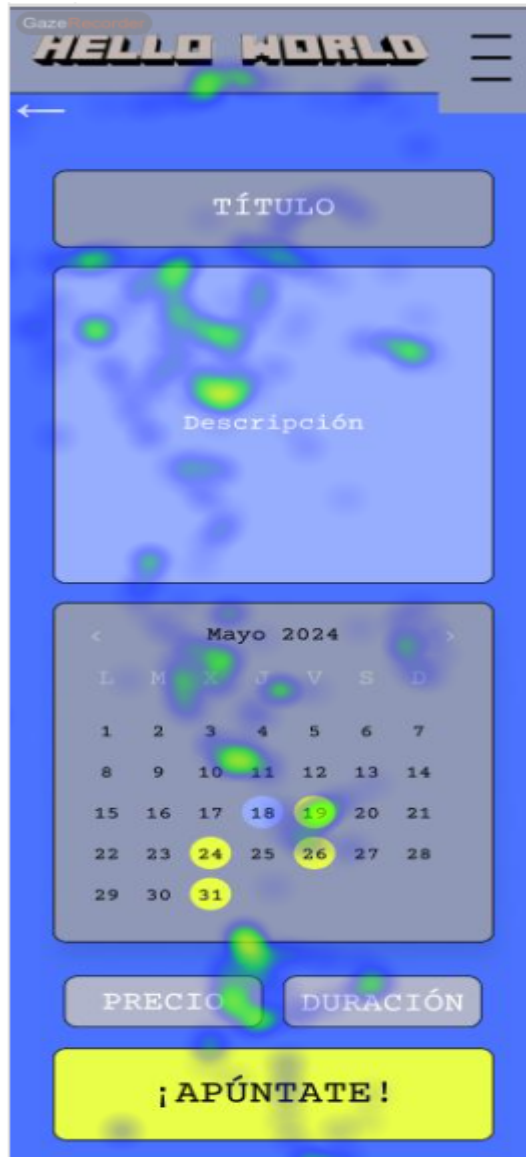 GazeRecorder
HELLO WORLD
←
TÍTULO
Descripción
< Mayo 2024 >
L M X J V S D
1 2 3 4 5 6 7
8 9 10 11 12 13 14
15 16 17 18 19 20 21
22 23 24 25 26 27 28
29 30 31
PRECIO DURACIÓN
¡APÚNTATE!